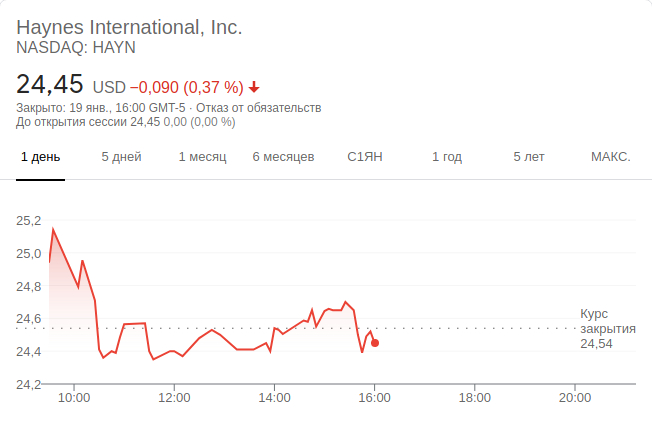 Haynes International, Inc.
NASDAQ: HAYN
24,45 USD −0,090 (0,37 %)
Закрыто: 19 янв., 16:00 GMT-5 · Отказ от обязательств
До открытия сессии 24,45 0,00 (0,00 %)
1 день 5 дней 1 месяц 6 месяцев С1ЯН 1 год 5 лет МАКС.
25,2
25,0
24,8
24,6
Курс
закрытия
24,54
24,4
24,2
10:00 12:00 14:00 16:00 18:00 20:00